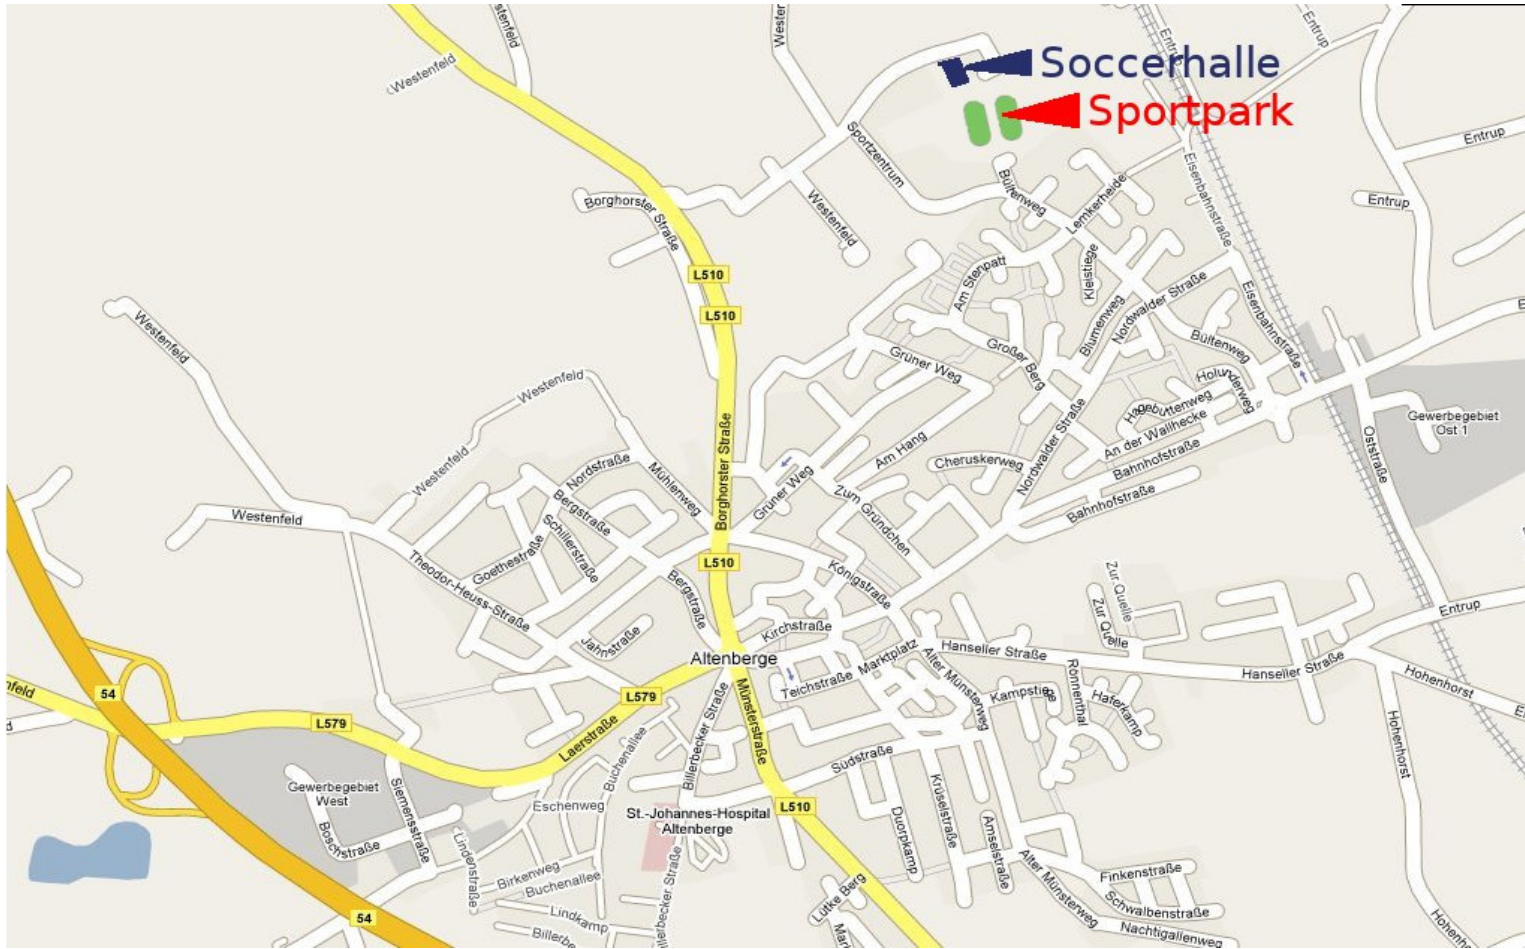 Westenfeld
Wester
Entrup
Entrup
Soccerhalle
Westenfeld
Sportpark
Sportzentrum
Entrup
Eisenbahnstraße
Bültenweg
Lemkerheide
Entrup
Borghorster Straße
Westenfeld
L510
Am Stenpatt
Kleistiege
Nordwalder Straße
Eisenbahnstraße
L510
Westenfeld
Blumenweg
Bültenweg
Großer Berg
Grüner Weg
Westenfeld
Holunderweg
Hagebuttenweg
Gewerbegebiet
Ost 1
An der Wallhecke
Nordwalder Straße
Oststraße
Borghorster Straße
Am Hang
Bahnhofstraße
Cheruskerweg
Westenfeld
Nordstraße
Mühlenweg
Grüner Weg
Zum Gründchen
Bahnhofstraße
Bergstraße
Westenfeld
Schillerstraße
Goethestraße
Theodor-Heuss-Straße
L510
Königstraße
Zur Quelle
Bergstraße
Zur Quelle
Entrup
Jahnstraße
Kirchstraße
Altenberge
Marktplatz
Hanseller Straße
Hanseller Straße
Hohenhorst
Teichstraße
Alter Münsterweg
Kampstiege
Rönnenthal
Haferkamp
nfeld
54
L579
L579
Laerstraße
Buchenallee
Billerbecker Straße
Münsterstraße
Südstraße
Hohenhorst
Gewerbegebiet
West
Siemensstraße
Eschenweg
St.-Johannes-Hospital
Altenberge
L510
Krüselstraße
Duorpkamp
Amselstraße
Boschstraße
Lindenstraße
Birkenweg
Buchenallee
Lütke Berg
Alter Münsterweg
Finkenstraße
Schwalbenstraße
Lindkamp
54
Nachtigallenweg